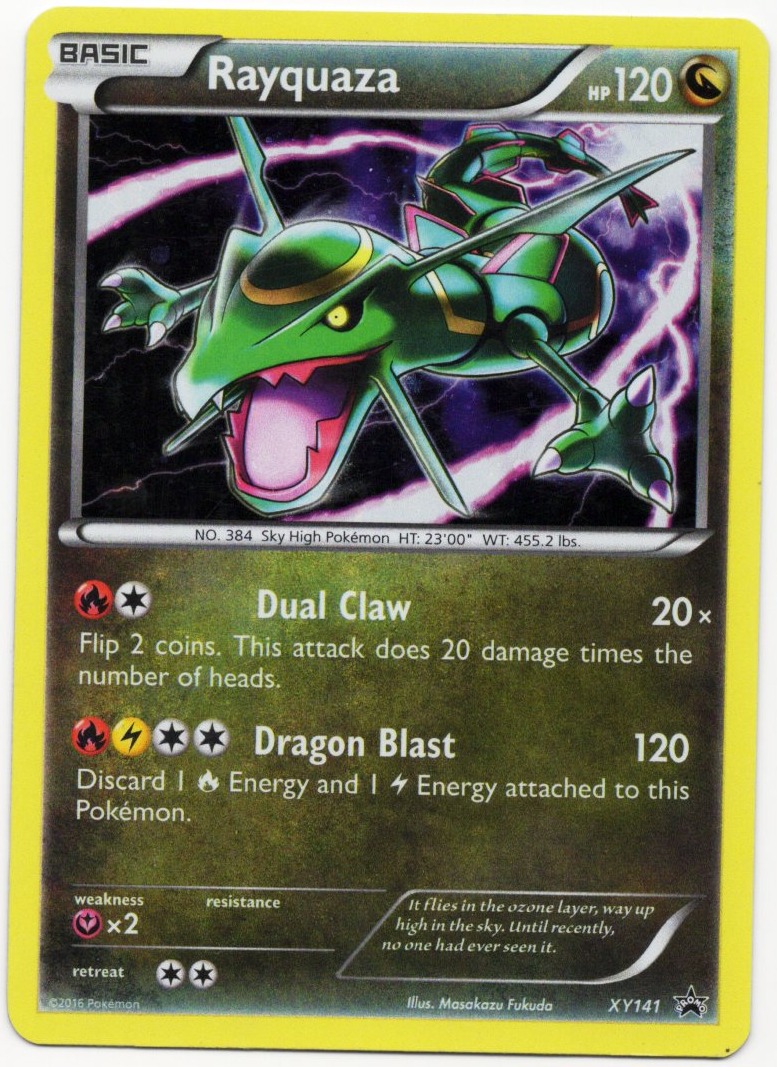 BASIC
Rayquaza
HP 120
NO. 384 Sky High Pokémon HT: 23'00" WT: 455.2 lbs.
Dual Claw 20×
Flip 2 coins. This attack does 20 damage times the
number of heads.
Dragon Blast 120
Discard 1 Energy and 1 Energy attached to this
Pokémon.
weakness resistance
×2
It flies in the ozone layer, way up
high in the sky. Until recently,
no one had ever seen it.
retreat
©2016 Pokémon Illus. Masakazu Fukuda XY141 PROMO